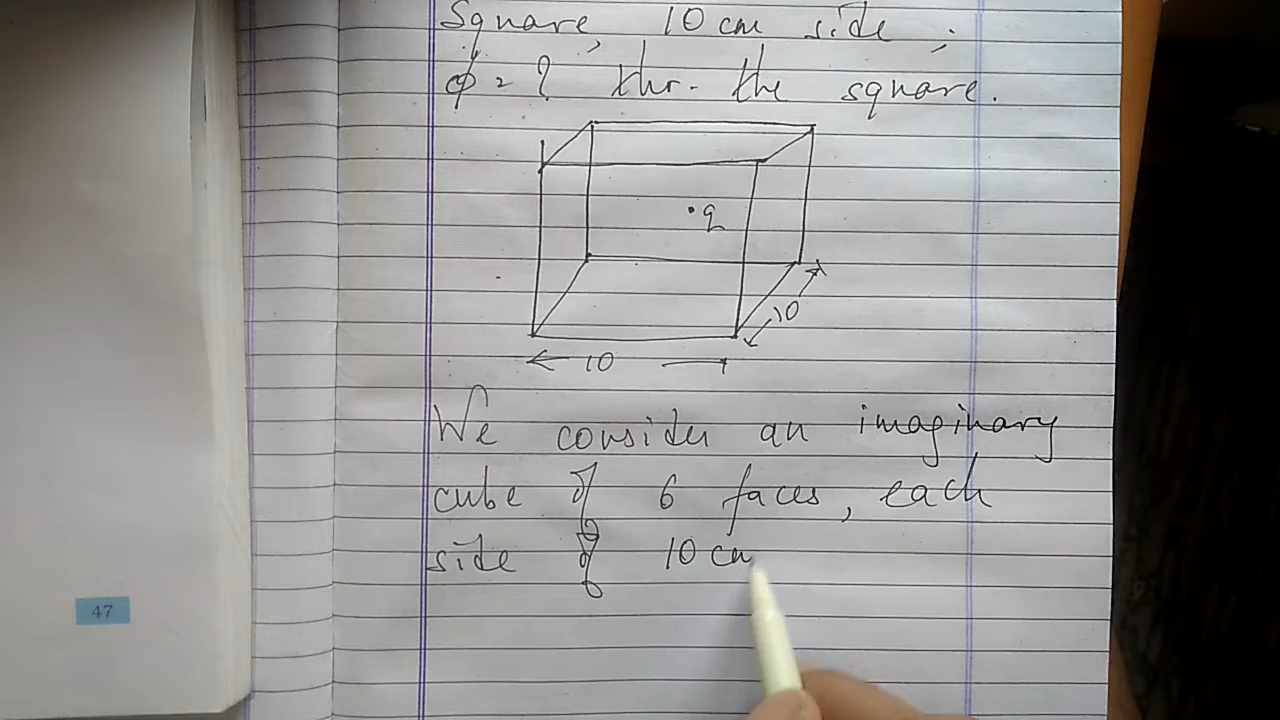 Square, 10 cm side ;
φ = ? thr. the square.
q
10
10
We consider an imaginary
cube of 6 faces, each
side of 10 cm
47